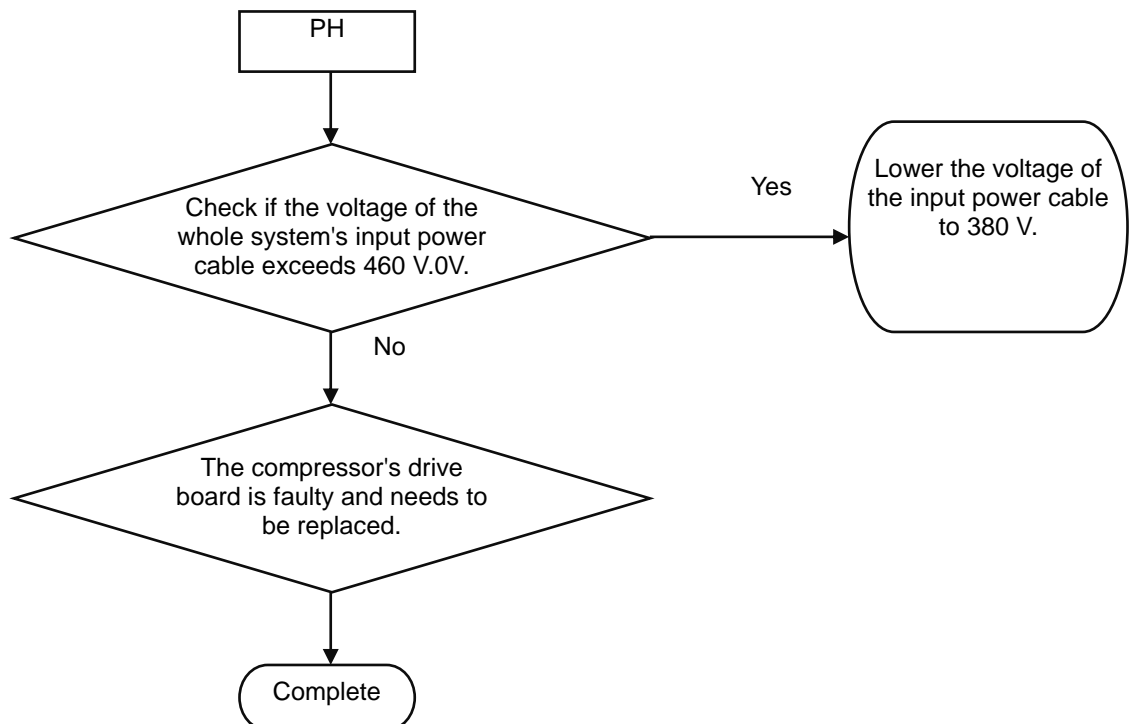 PH
Check if the voltage of the
whole system's input power
cable exceeds 460 V.0V.
Yes
Lower the voltage of
the input power cable
to 380 V.
No
The compressor's drive
board is faulty and needs to
be replaced.
Complete